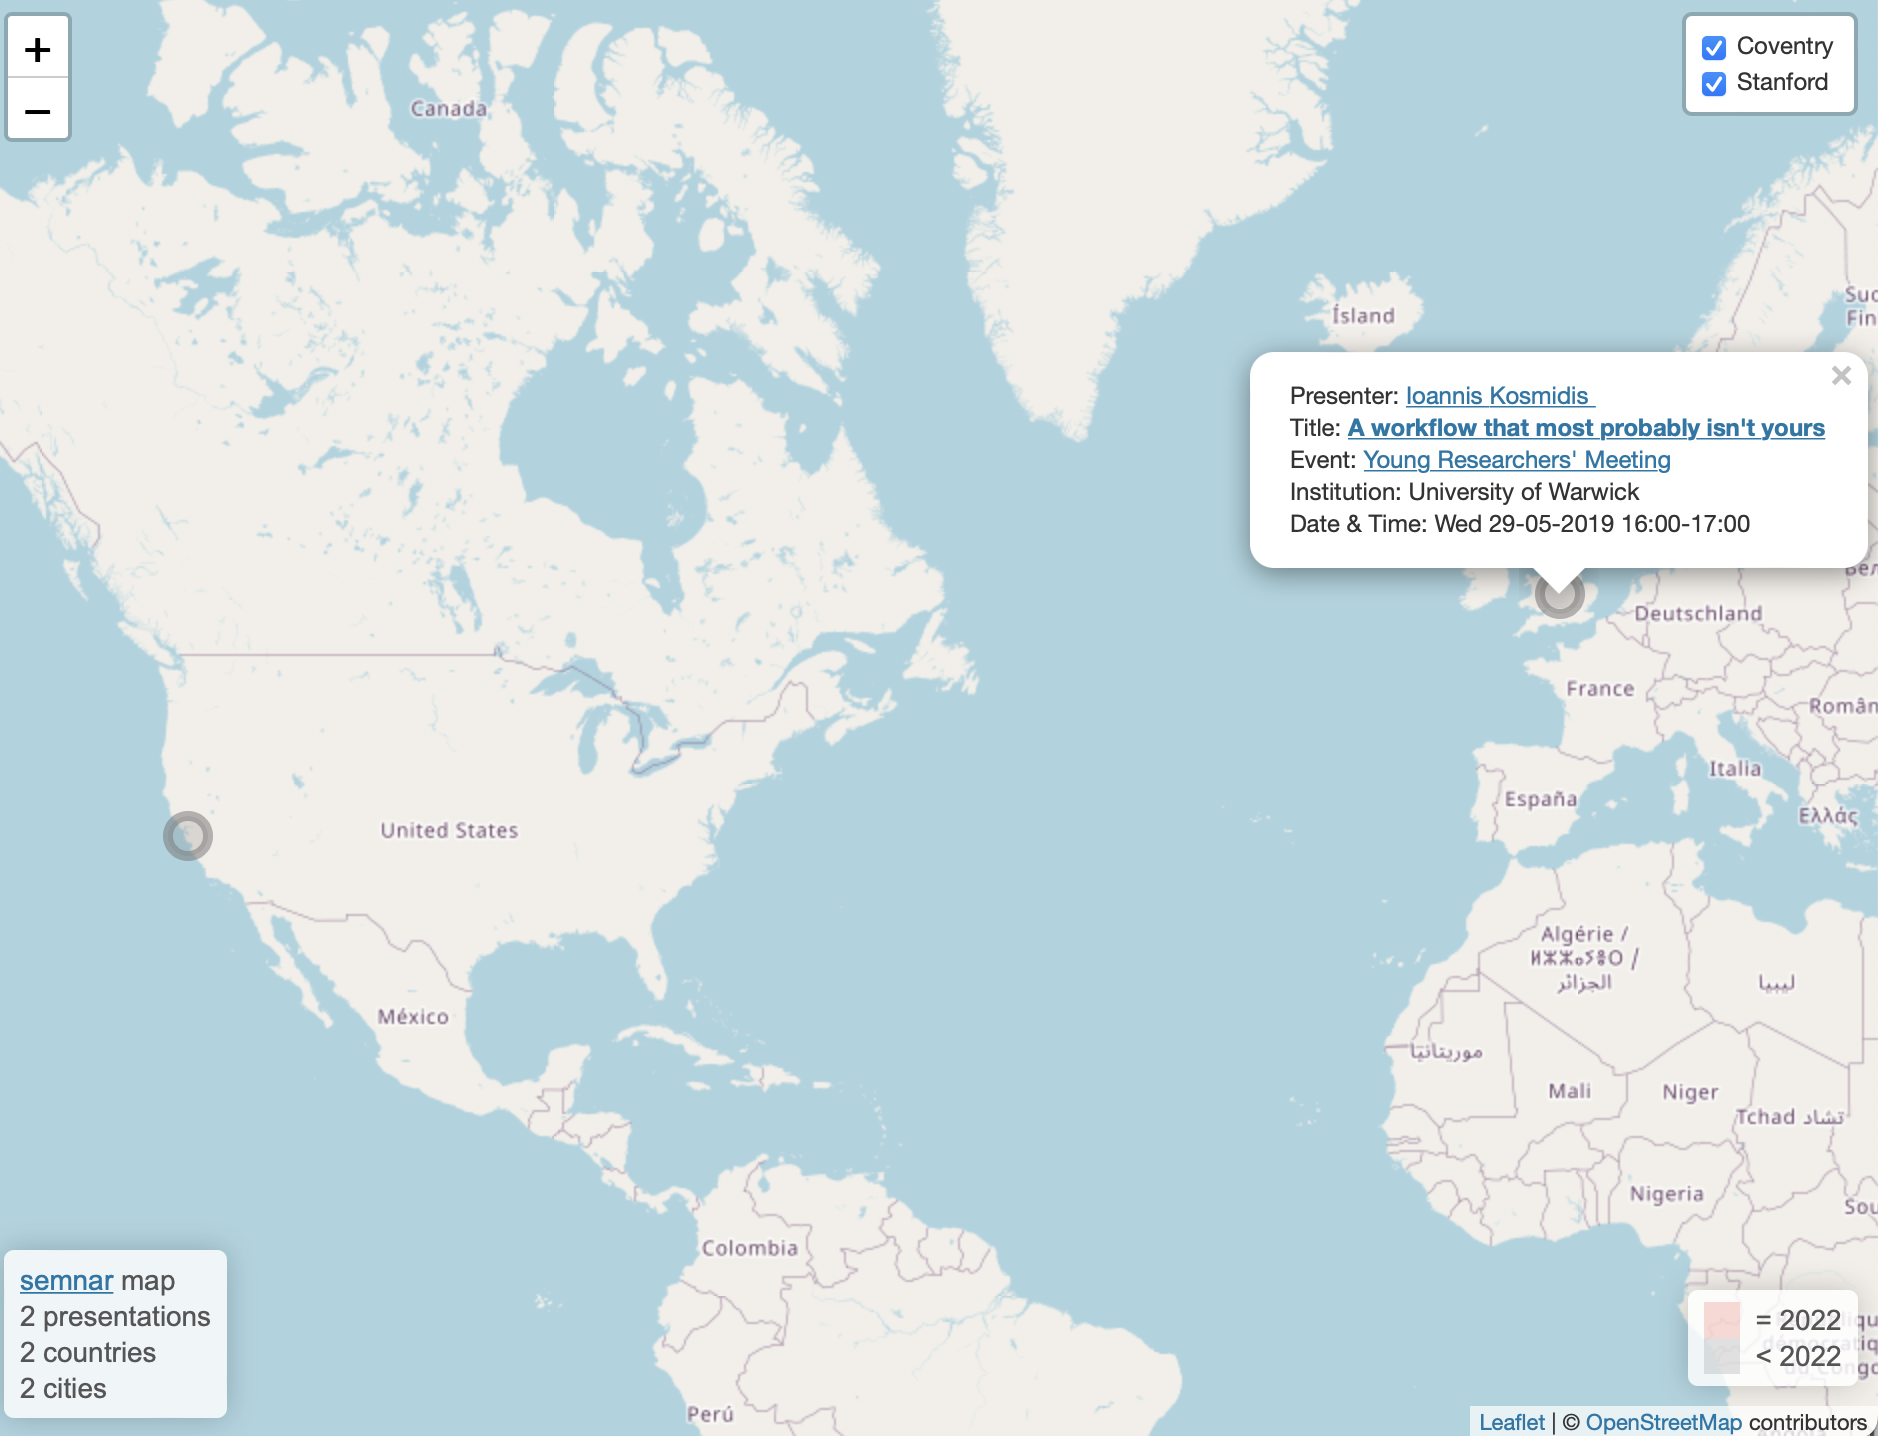 +
−
Canada
Coventry
Stanford
Ísland
Suo
Fin
Presenter: Ioannis Kosmidis
Title: A workflow that most probably isn't yours
Event: Young Researchers' Meeting
Institution: University of Warwick
Date & Time: Wed 29-05-2019 16:00-17:00
×
Бел
Deutschland
France
Român
Italia
España
Ελλάς
United States
Algérie /
ⵍⵣⵣⴰⵢⴻⵔ /
الجزائر
ليبيا
México
موريتانيا
Mali
Niger
Tchad تشاد
Nigeria
Sou
Colombia
Perú
semnar map
2 presentations
2 countries
2 cities
= 2022
< 2022
Leaflet | © OpenStreetMap contributors